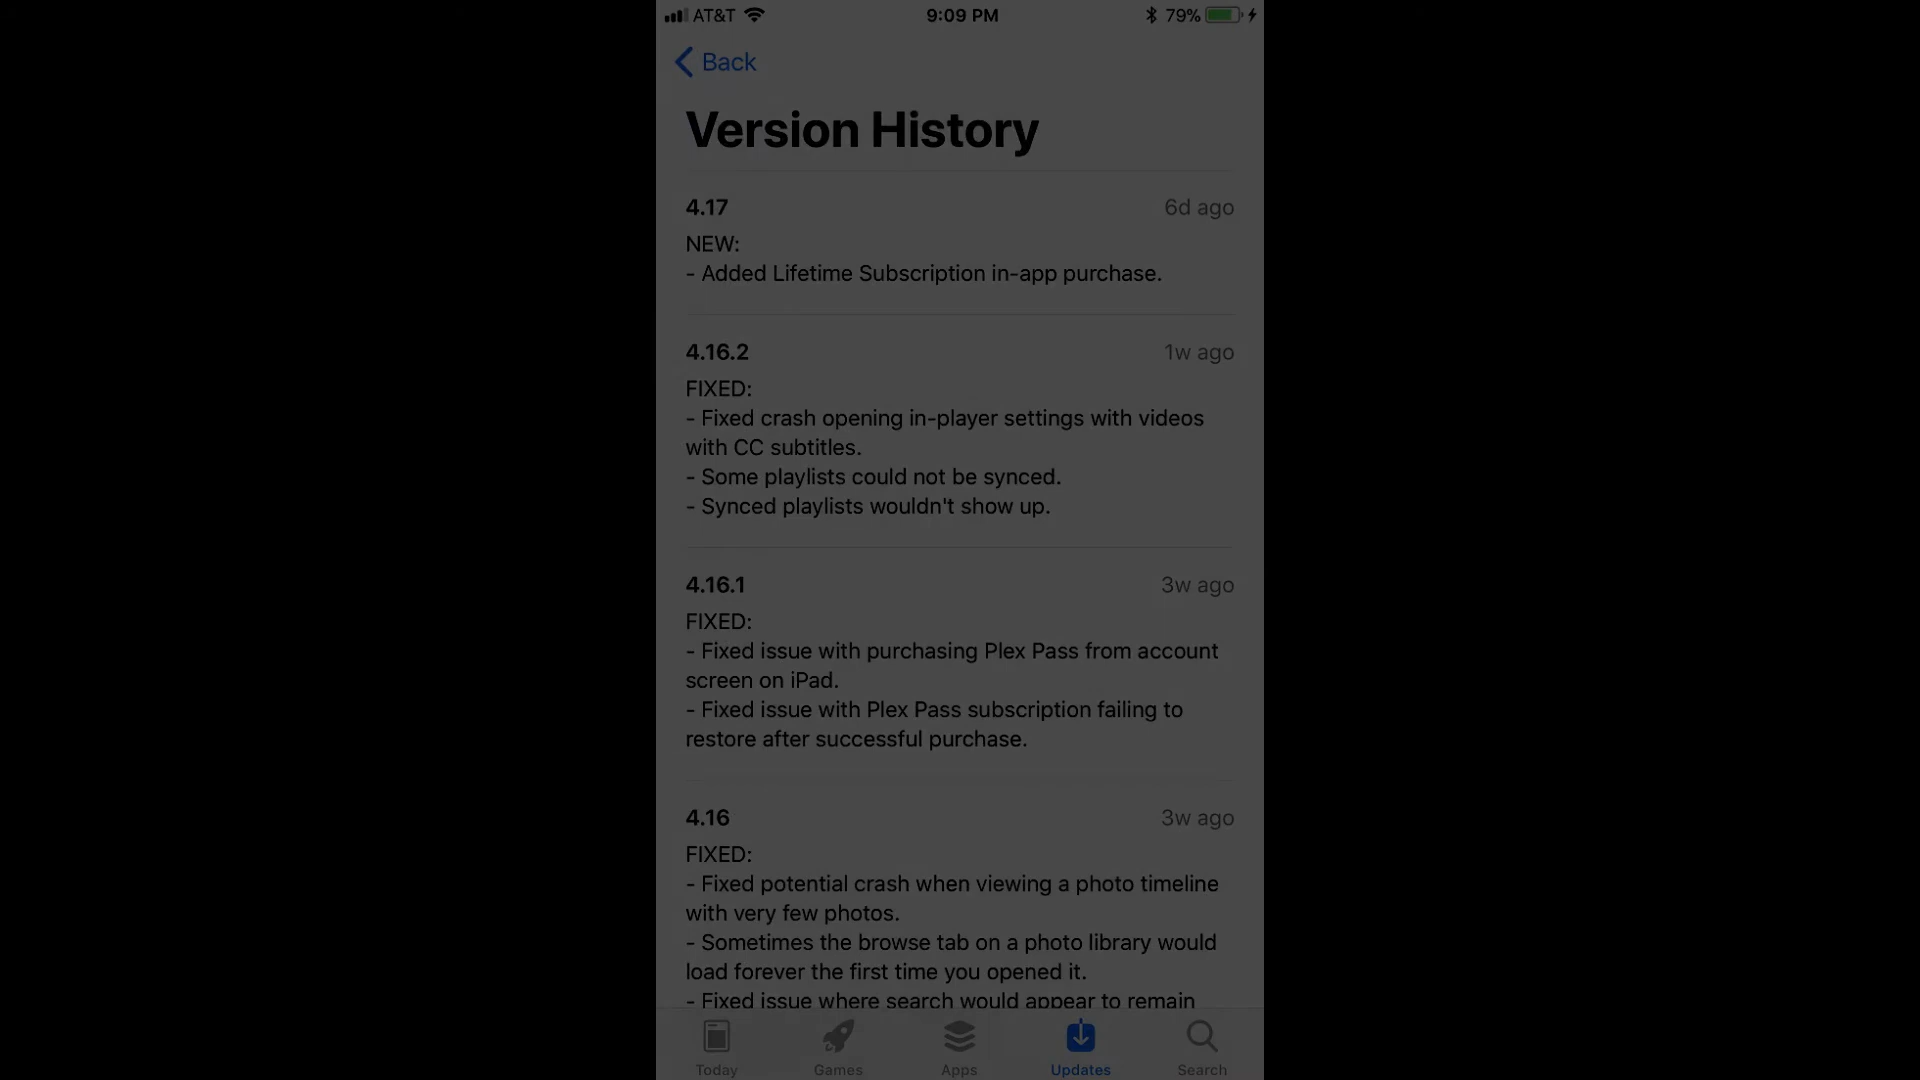 AT&T 9:09 PM 79%
Back
Version History
4.17 6d ago
NEW:
- Added Lifetime Subscription in-app purchase.
4.16.2 1w ago
FIXED:
- Fixed crash opening in-player settings with videos
with CC subtitles.
- Some playlists could not be synced.
- Synced playlists wouldn't show up.
4.16.1 3w ago
FIXED:
- Fixed issue with purchasing Plex Pass from account
screen on iPad.
- Fixed issue with Plex Pass subscription failing to
restore after successful purchase.
4.16 3w ago
FIXED:
- Fixed potential crash when viewing a photo timeline
with very few photos.
- Sometimes the browse tab on a photo library would
load forever the first time you opened it.
- Fixed issue where search would appear to remain
Today Games Apps Updates Search